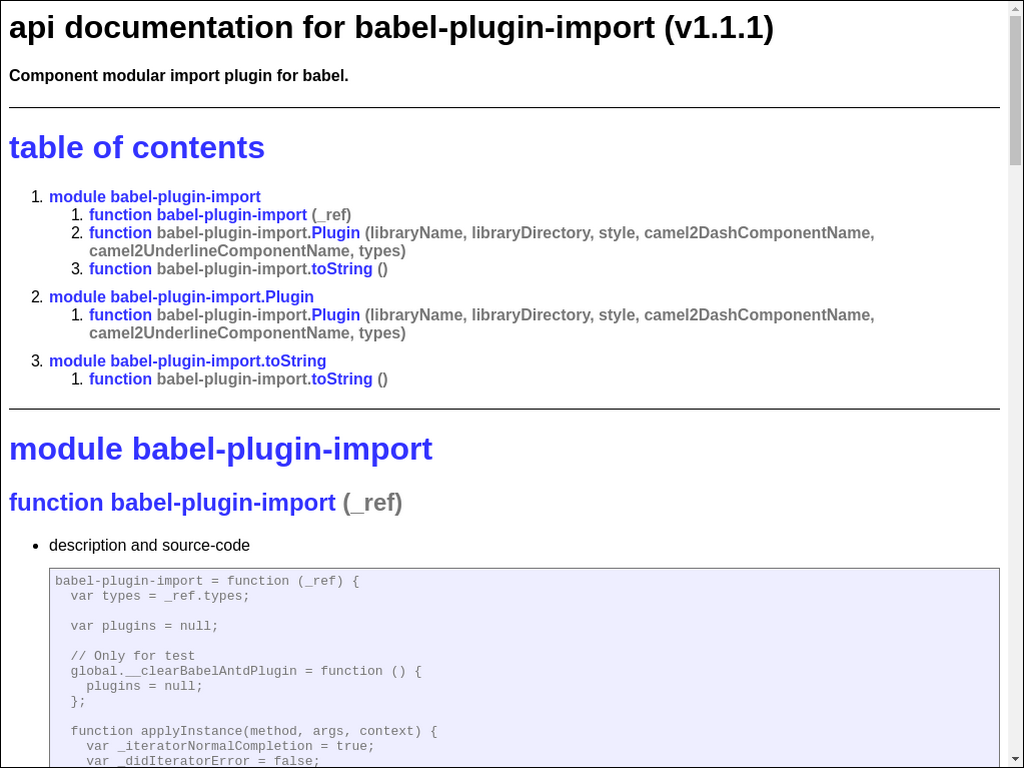 api documentation for babel-plugin-import (v1.1.1)
Component modular import plugin for babel.
table of contents
1. module babel-plugin-import
1. function babel-plugin-import (_ref)
2. function babel-plugin-import.Plugin (libraryName, libraryDirectory, style, camel2DashComponentName,
camel2UnderlineComponentName, types)
3. function babel-plugin-import.toString ()
2. module babel-plugin-import.Plugin
1. function babel-plugin-import.Plugin (libraryName, libraryDirectory, style, camel2DashComponentName,
camel2UnderlineComponentName, types)
3. module babel-plugin-import.toString
1. function babel-plugin-import.toString ()
module babel-plugin-import
function babel-plugin-import (_ref)
• description and source-code
babel-plugin-import = function (_ref) {
  var types = _ref.types;
  var plugins = null;
  // Only for test
  global.__clearBabelAntdPlugin = function () {
    plugins = null;
  };
  function applyInstance(method, args, context) {
    var _iteratorNormalCompletion = true;
    var _didIteratorError = false;